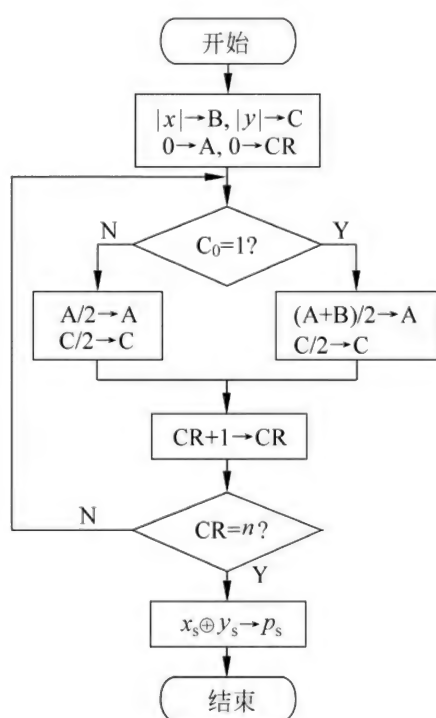 开始
|x|→B, |y|→C
0→A, 0→CR
N
C₀=1?
Y
A/2→A
C/2→C
(A+B)/2→A
C/2→C
CR+1→CR
N
CR=n?
Y
xₛ⊕yₛ→pₛ
结束